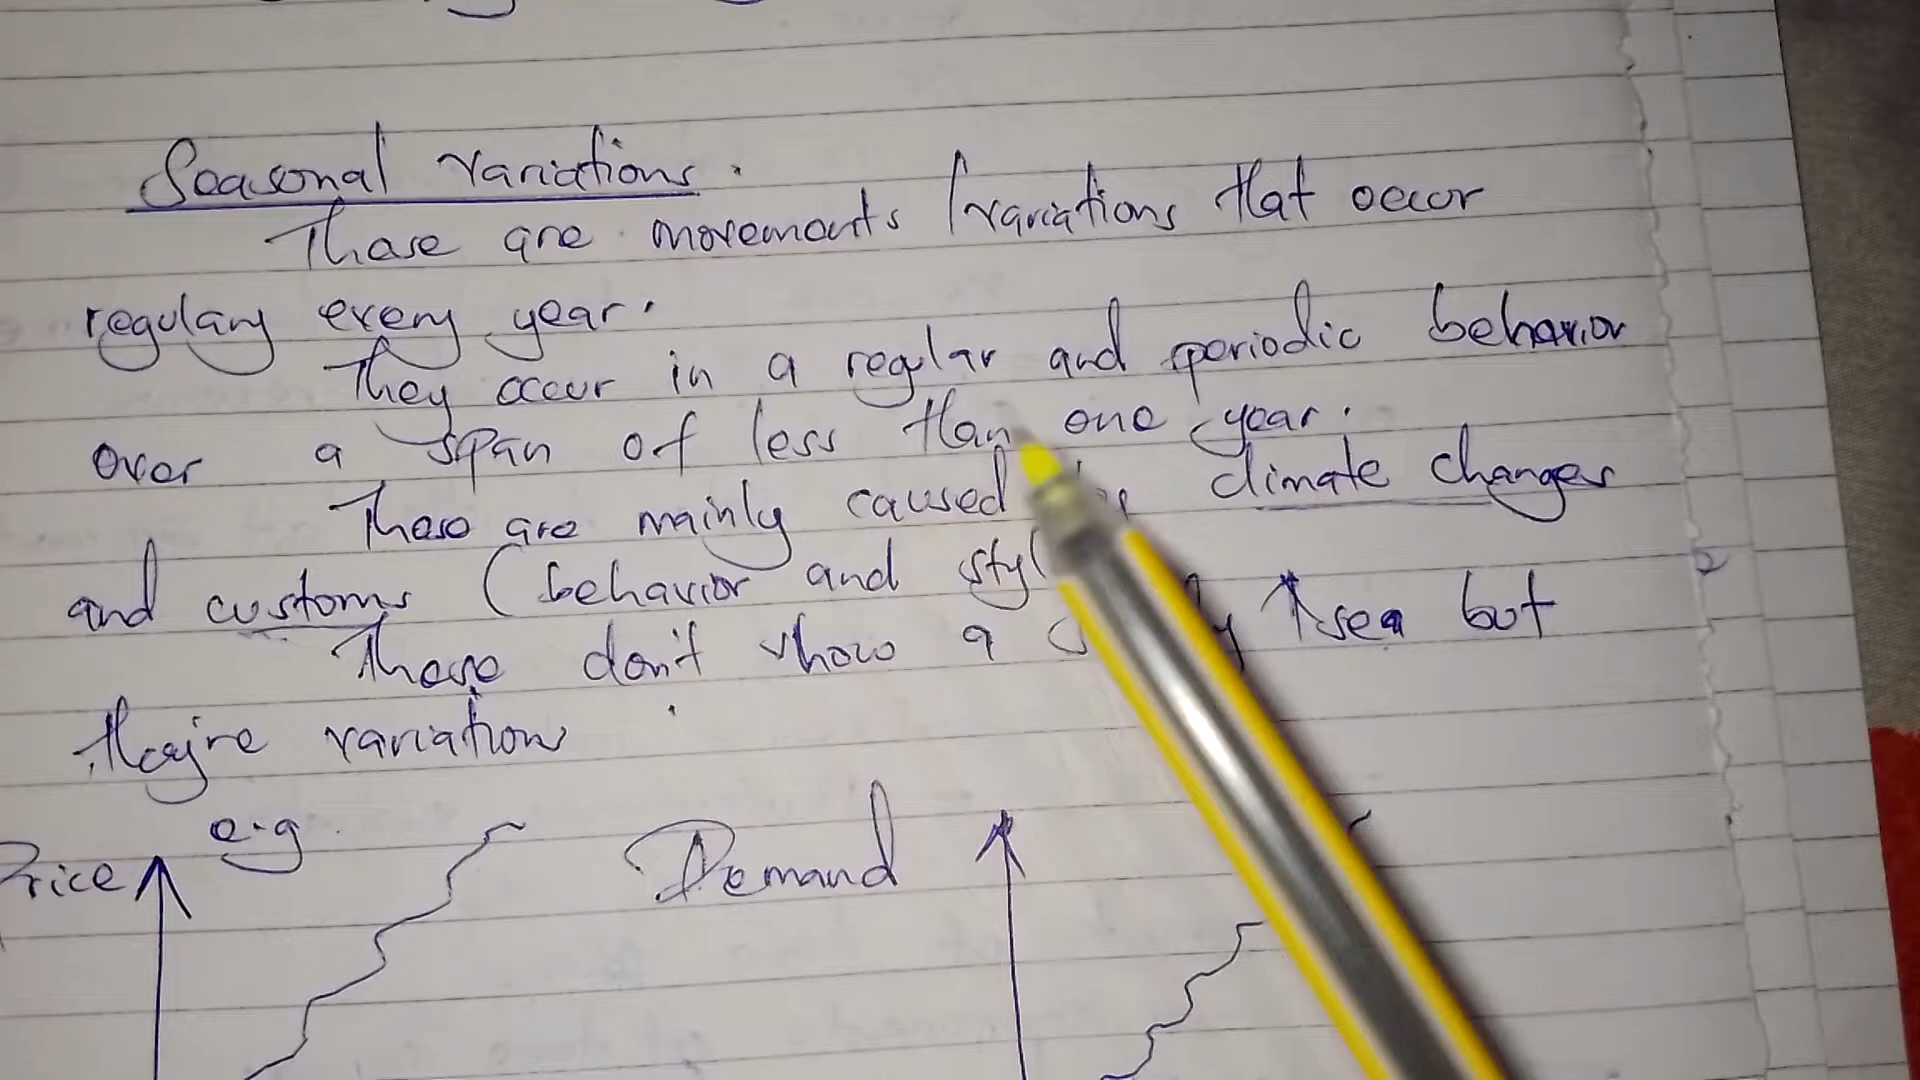 Seasonal variations.
These are movements /variations that occur
regulary every year.
They occur in a regular and periodic behavior
over a span of less than one year.
These are mainly caused climate changes
and customs (behavior and
These don't show a but
they're variations
e.g
Price
Demand